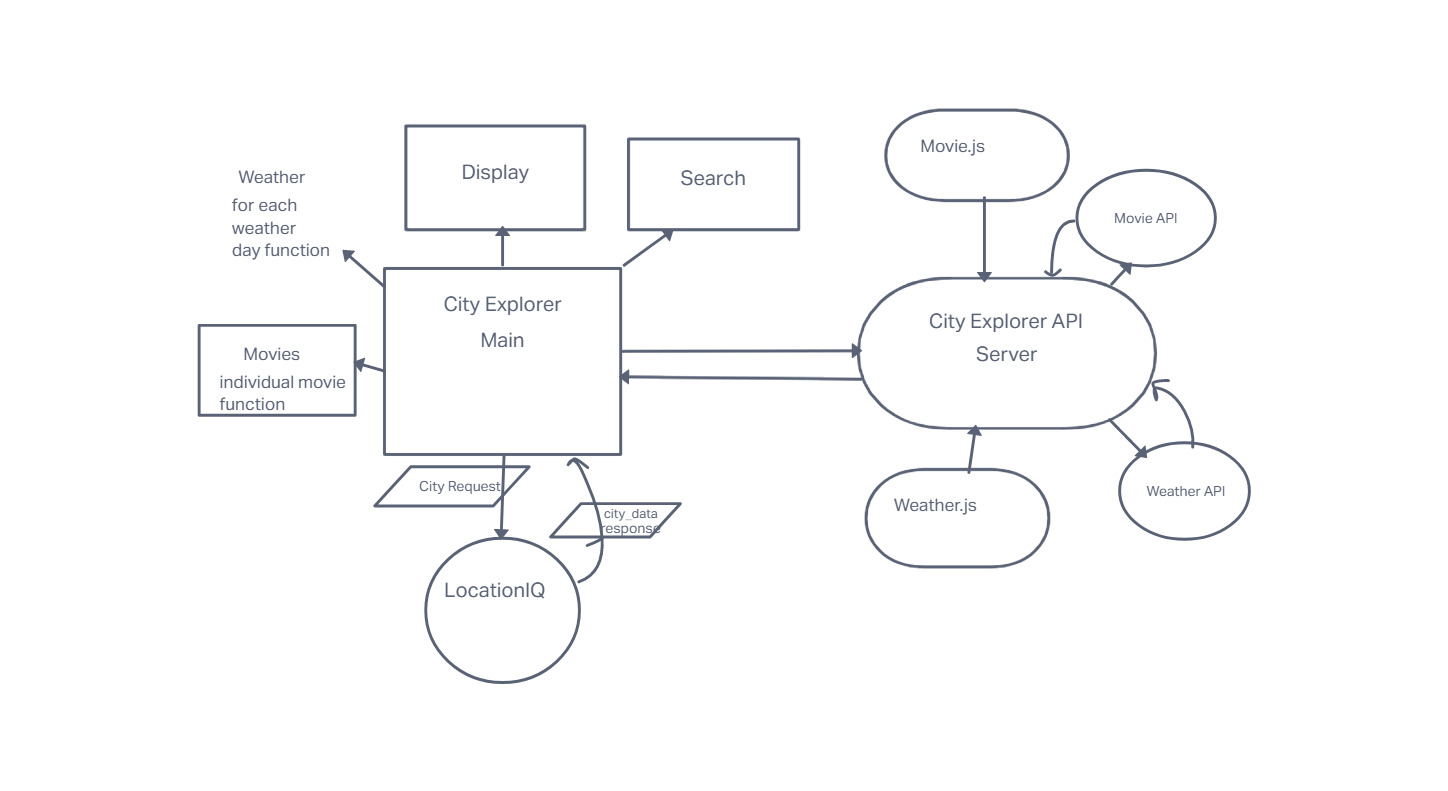 Weather
for each
weather
day function
Display
Search
Movie.js
Movie API
City Explorer
Main
City Explorer API
Server
Movies
individual movie
function
City Request
city_data
response
LocationIQ
Weather.js
Weather API